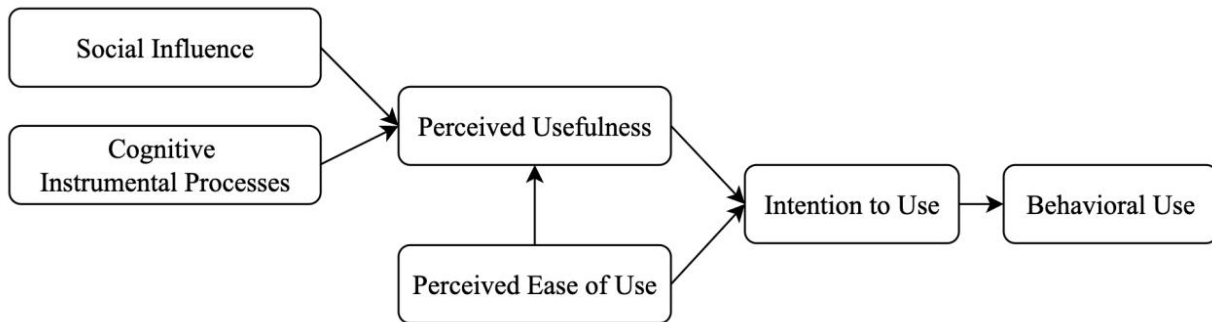 Social Influence
Cognitive
Instrumental Processes
Perceived Usefulness
Perceived Ease of Use
Intention to Use
Behavioral Use